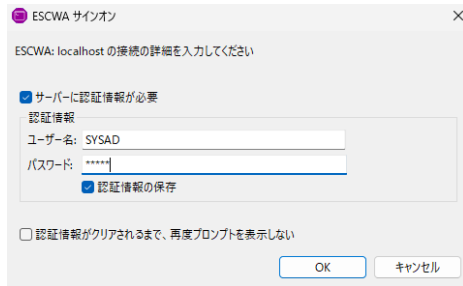 ESCWA サインオン
ESCWA: localhost の接続の詳細を入力してください
サーバーに認証情報が必要
認証情報
ユーザー名: SYSAD
パスワード: *****
認証情報の保存
認証情報がクリアされるまで、再度プロンプトを表示しない
OK キャンセル